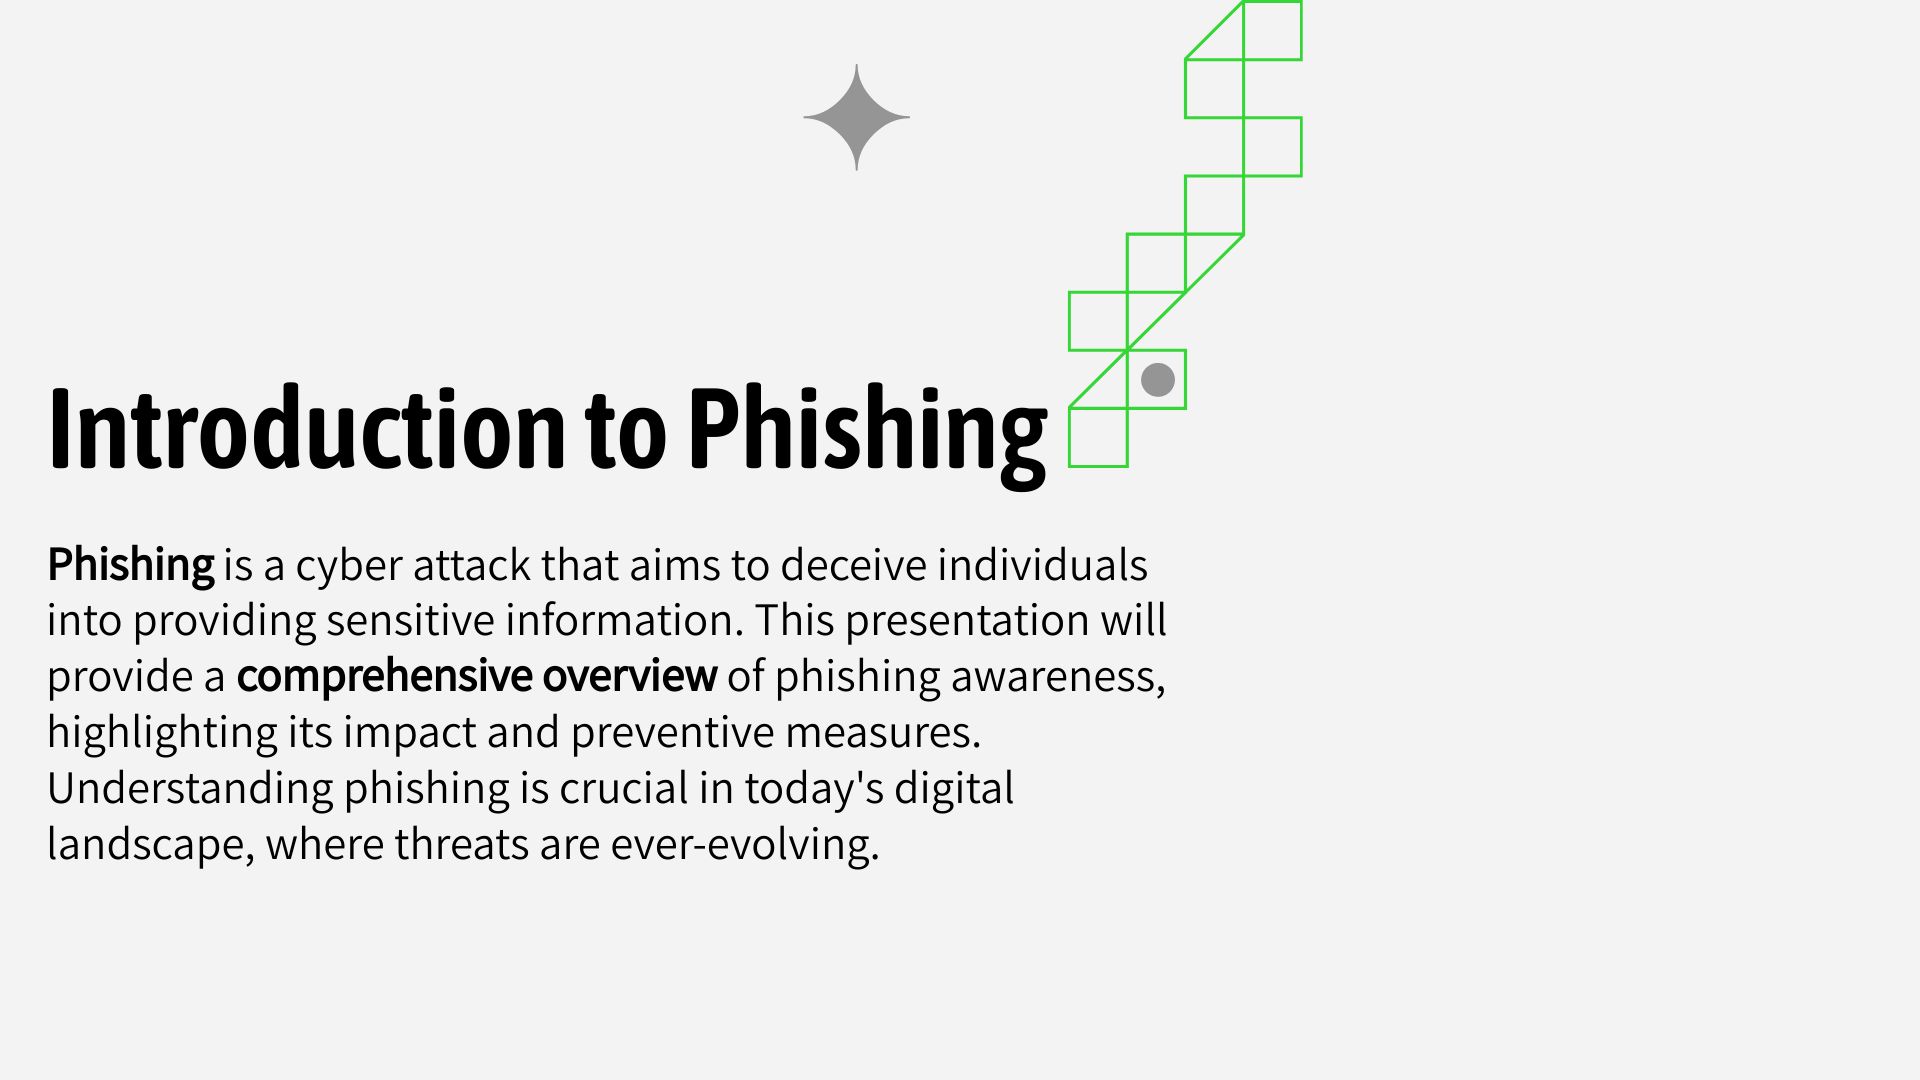 Introduction to Phishing
Phishing is a cyber attack that aims to deceive individuals
into providing sensitive information. This presentation will
provide a comprehensive overview of phishing awareness,
highlighting its impact and preventive measures.
Understanding phishing is crucial in today's digital
landscape, where threats are ever-evolving.